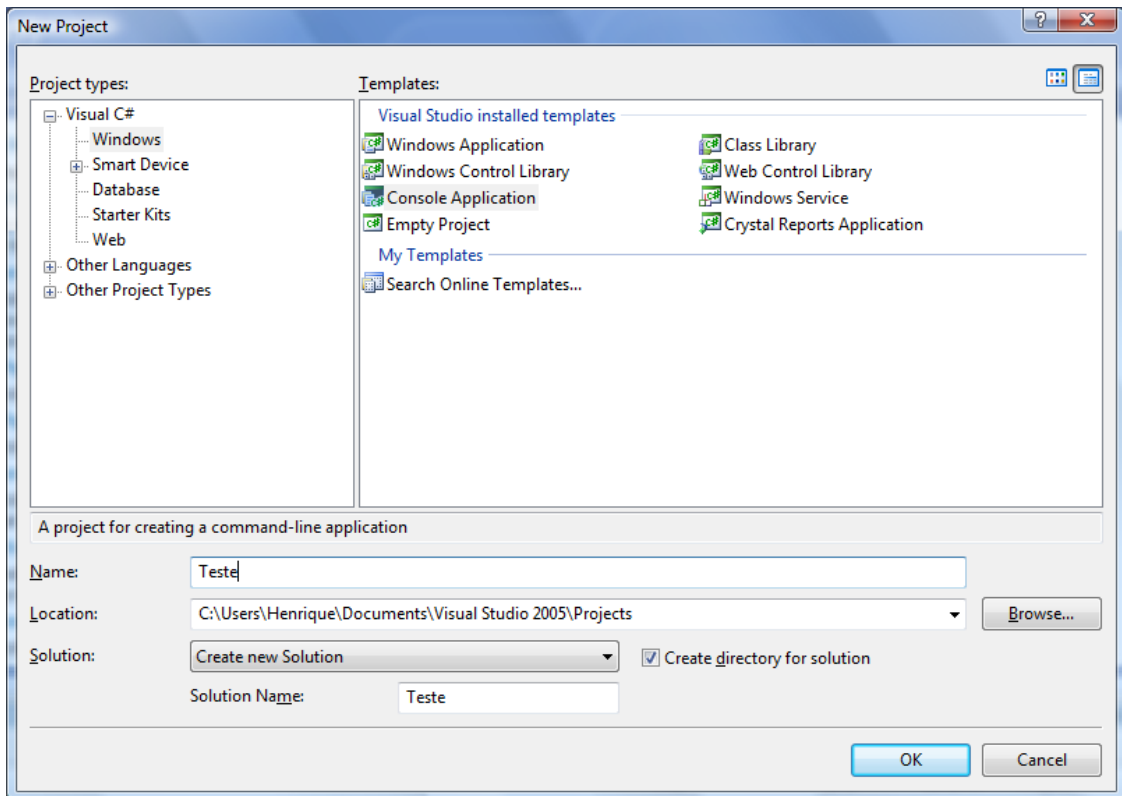 New Project
Project types:
Templates:
Visual C#
Windows
Smart Device
Database
Starter Kits
Web
Other Languages
Other Project Types
Visual Studio installed templates
Windows Application
Class Library
Windows Control Library
Web Control Library
Console Application
Windows Service
Empty Project
Crystal Reports Application
My Templates
Search Online Templates...
A project for creating a command-line application
Name:
Teste
Location:
C:\Users\Henrique\Documents\Visual Studio 2005\Projects
Browse...
Solution:
Create new Solution
Create directory for solution
Solution Name:
Teste
OK
Cancel